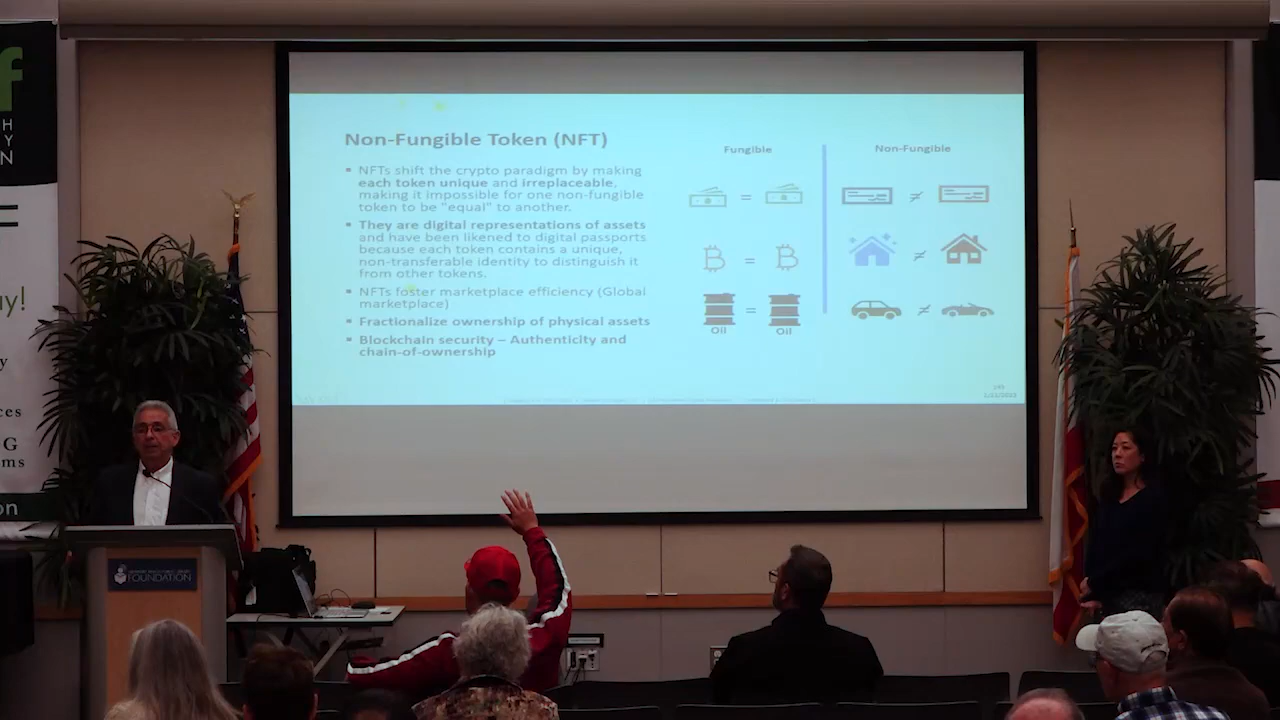 Non-Fungible Token (NFT)
▪ NFTs shift the crypto paradigm by making
each token unique and irreplaceable,
making it impossible for one non-fungible
token to be "equal" to another.
▪ They are digital representations of assets
and have been likened to digital passports
because each token contains a unique,
non-transferable identity to distinguish it
from other tokens.
▪ NFTs foster marketplace efficiency (Global
marketplace)
▪ Fractionalize ownership of physical assets
▪ Blockchain security – Authenticity and
chain-of-ownership
Fungible
=
=
Oil = Oil
Non-Fungible
≠
≠
≠
FOUNDATION
f
H
Y
N
=
ay!
y
ces
G
ms
on